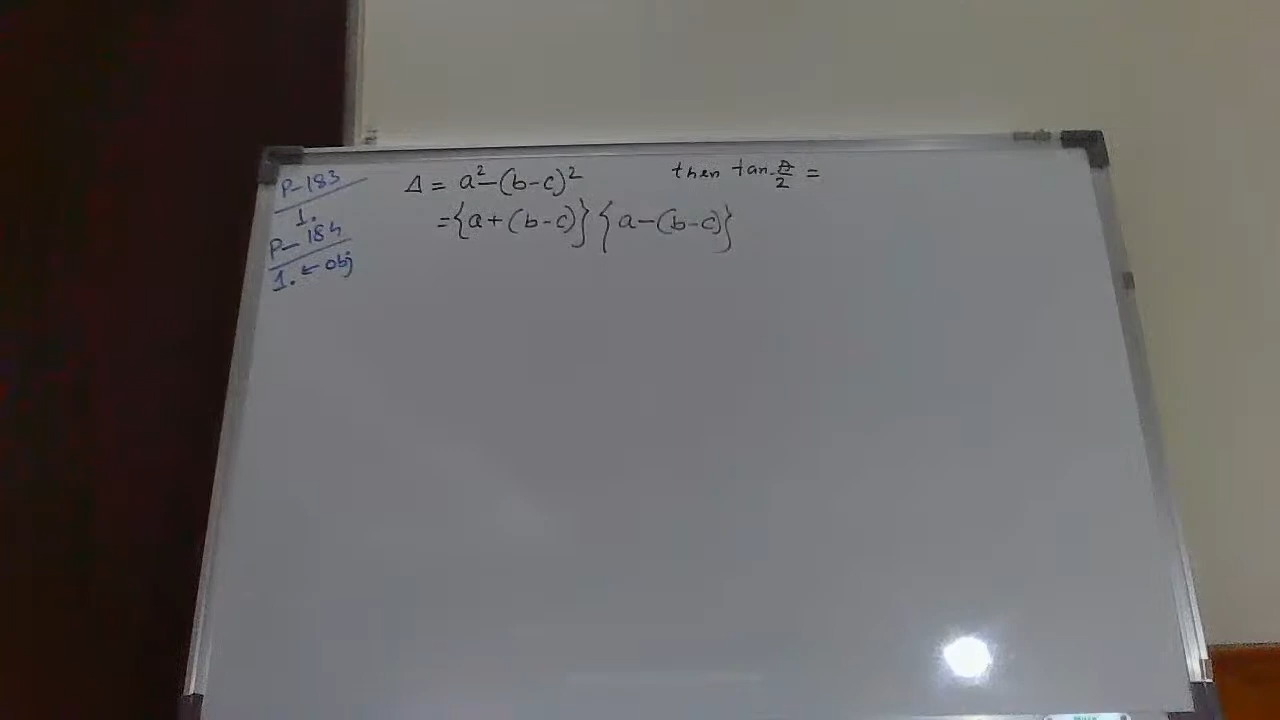 P-183
1.
P-184
1. ← obj
Δ = a²-(b-c)² then tan A/2 =
= {a+(b-c)} {a-(b-c)}